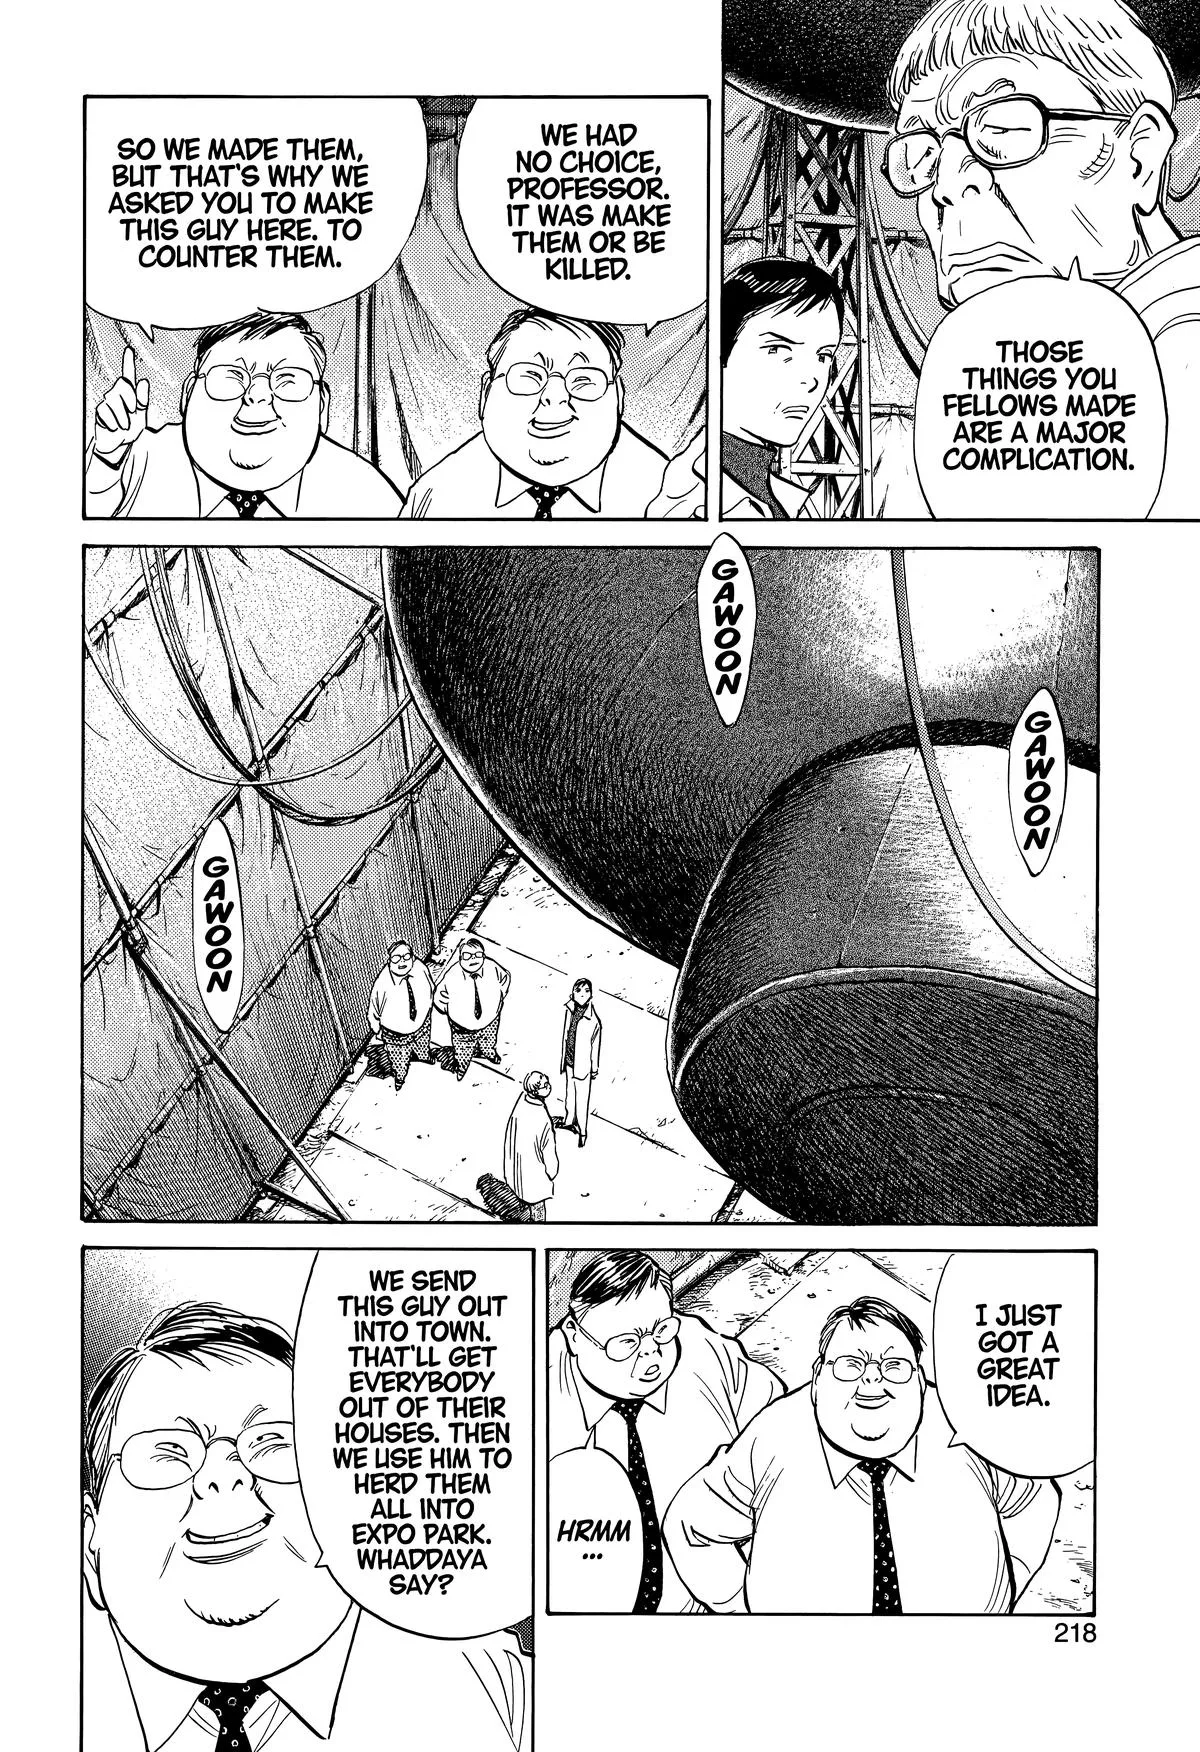 THOSE
THINGS YOU
FELLOWS MADE
ARE A MAJOR
COMPLICATION.
WE HAD
NO CHOICE,
PROFESSOR.
IT WAS MAKE
THEM OR BE
KILLED.
SO WE MADE THEM,
BUT THAT'S WHY WE
ASKED YOU TO MAKE
THIS GUY HERE. TO
COUNTER THEM.
GAWOON
GAWOON
GAWOON
I JUST
GOT A
GREAT
IDEA.
HRMM
...
WE SEND
THIS GUY OUT
INTO TOWN.
THAT'LL GET
EVERYBODY
OUT OF THEIR
HOUSES. THEN
WE USE HIM TO
HERD THEM
ALL INTO
EXPO PARK.
WHADDAYA
SAY?
218